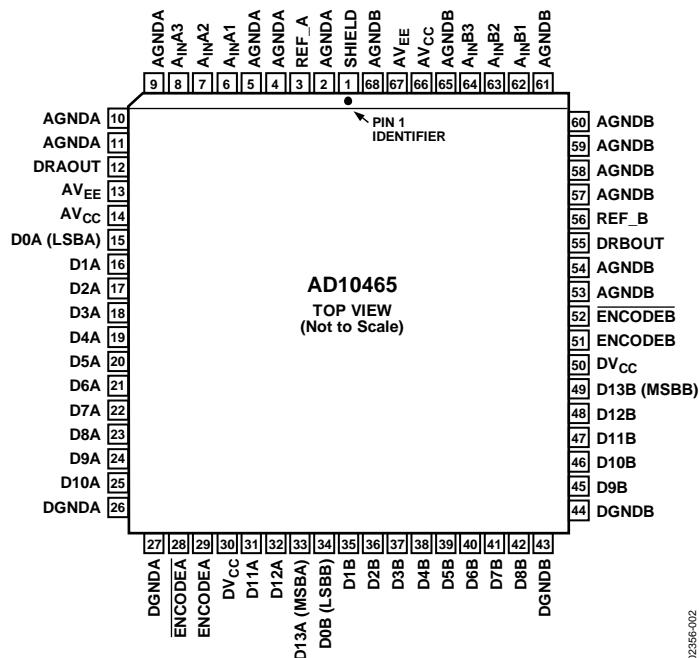 AGNDA
AINA3
AINA2
AINA1
AGNDA
AGNDA
REF_A
AGNDA
SHIELD
AGNDB
AVEE
AVCC
AGNDB
AINB3
AINB2
AINB1
AGNDB
9 8 7 6 5 4 3 2 1 68 67 66 65 64 63 62 61
PIN 1
IDENTIFIER
AGNDA 10
AGNDA 11
DRAOUT 12
AVEE 13
AVCC 14
D0A (LSBA) 15
D1A 16
D2A 17
D3A 18
D4A 19
D5A 20
D6A 21
D7A 22
D8A 23
D9A 24
D10A 25
DGNDA 26
AD10465
TOP VIEW
(Not to Scale)
60 AGNDB
59 AGNDB
58 AGNDB
57 AGNDB
56 REF_B
55 DRBOUT
54 AGNDB
53 AGNDB
52 ENCODEB
51 ENCODEB
50 DVCC
49 D13B (MSBB)
48 D12B
47 D11B
46 D10B
45 D9B
44 DGNDB
27 28 29 30 31 32 33 34 35 36 37 38 39 40 41 42 43
DGNDA
ENCODEA
ENCODEA
DVCC
D11A
D12A
D13A (MSBA)
D0B (LSBB)
D1B
D2B
D3B
D4B
D5B
D6B
D7B
D8B
DGNDB
02356-002